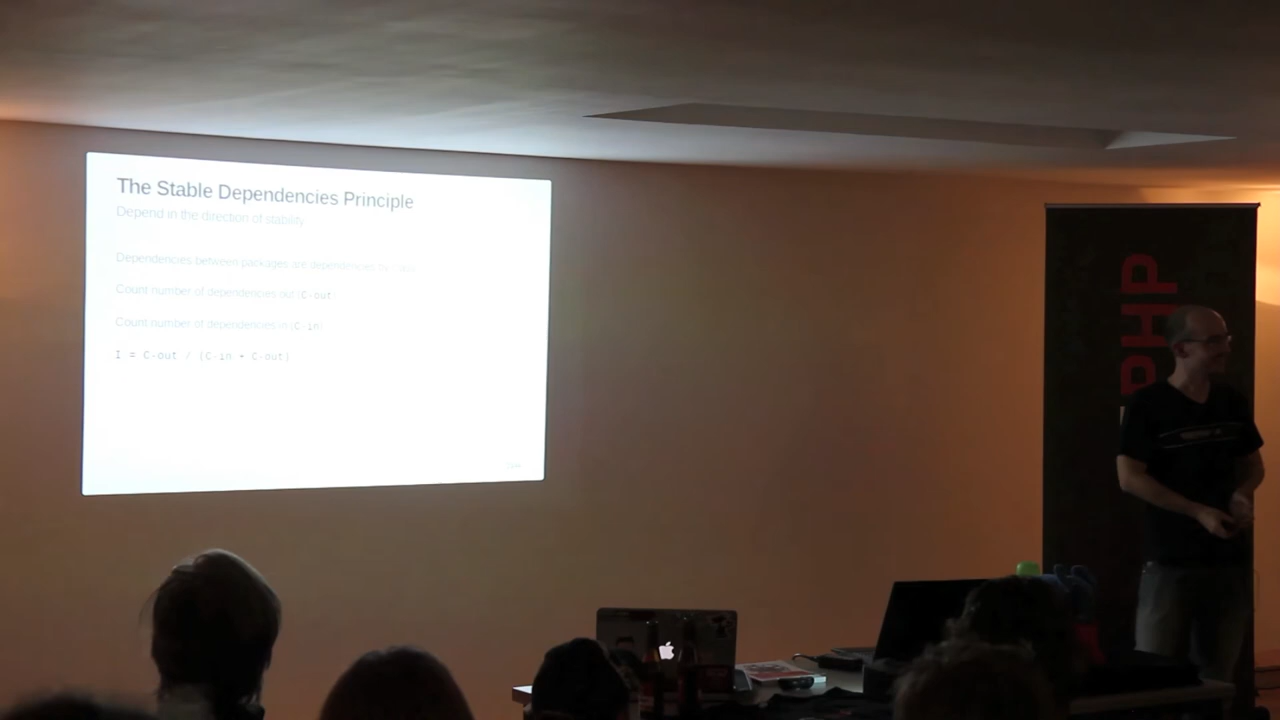 The Stable Dependencies Principle
Depend in the direction of stability
Dependencies between packages are dependencies
Count number of dependencies out (C-out)
Count number of dependencies in (C-in)
I = C-out / (C-in + C-out)
PHP